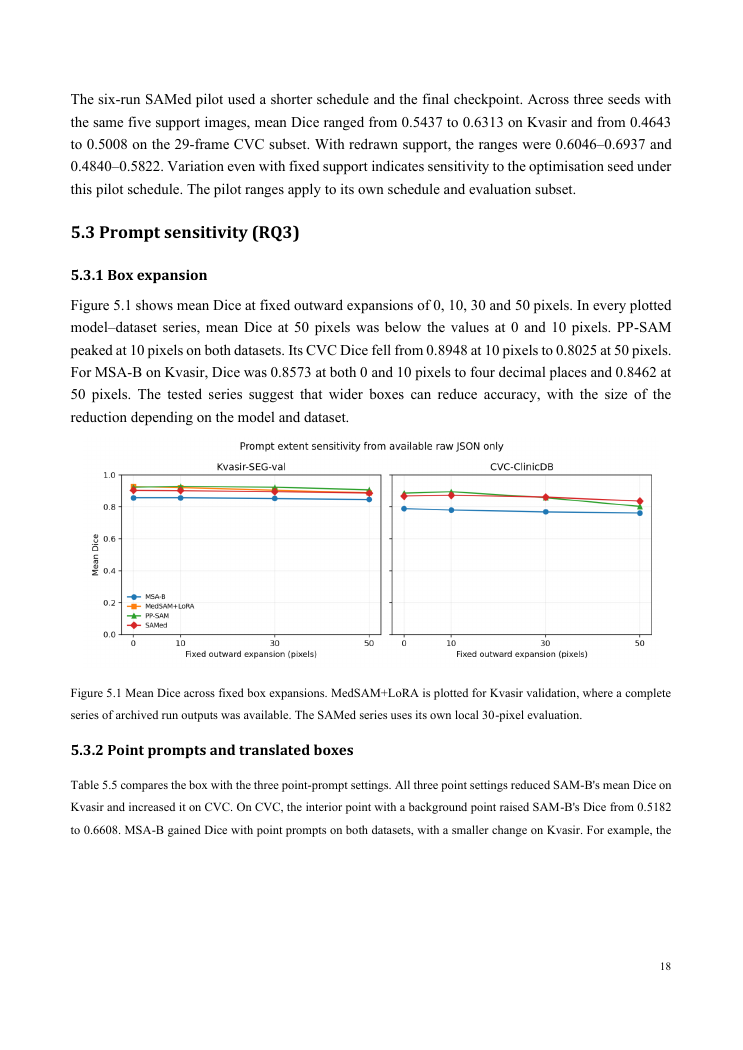 The six-run SAMed pilot used a shorter schedule and the final checkpoint. Across three seeds with
the same five support images, mean Dice ranged from 0.5437 to 0.6313 on Kvasir and from 0.4643
to 0.5008 on the 29-frame CVC subset. With redrawn support, the ranges were 0.6046–0.6937 and
0.4840–0.5822. Variation even with fixed support indicates sensitivity to the optimisation seed under
this pilot schedule. The pilot ranges apply to its own schedule and evaluation subset.
5.3 Prompt sensitivity (RQ3)
5.3.1 Box expansion
Figure 5.1 shows mean Dice at fixed outward expansions of 0, 10, 30 and 50 pixels. In every plotted
model–dataset series, mean Dice at 50 pixels was below the values at 0 and 10 pixels. PP-SAM
peaked at 10 pixels on both datasets. Its CVC Dice fell from 0.8948 at 10 pixels to 0.8025 at 50 pixels.
For MSA-B on Kvasir, Dice was 0.8573 at both 0 and 10 pixels to four decimal places and 0.8462 at
50 pixels. The tested series suggest that wider boxes can reduce accuracy, with the size of the
reduction depending on the model and dataset.
Prompt extent sensitivity from available raw JSON only
Kvasir-SEG-val
CVC-ClinicDB
1.0
0.8
0.6
0.4
0.2
0.0
Mean Dice
MSA-B
MedSAM+LoRA
PP-SAM
SAMed
0 10 30 50
Fixed outward expansion (pixels)
0 10 30 50
Fixed outward expansion (pixels)
Figure 5.1 Mean Dice across fixed box expansions. MedSAM+LoRA is plotted for Kvasir validation, where a complete
series of archived run outputs was available. The SAMed series uses its own local 30-pixel evaluation.
5.3.2 Point prompts and translated boxes
Table 5.5 compares the box with the three point-prompt settings. All three point settings reduced SAM-B's mean Dice on
Kvasir and increased it on CVC. On CVC, the interior point with a background point raised SAM-B's Dice from 0.5182
to 0.6608. MSA-B gained Dice with point prompts on both datasets, with a smaller change on Kvasir. For example, the
18